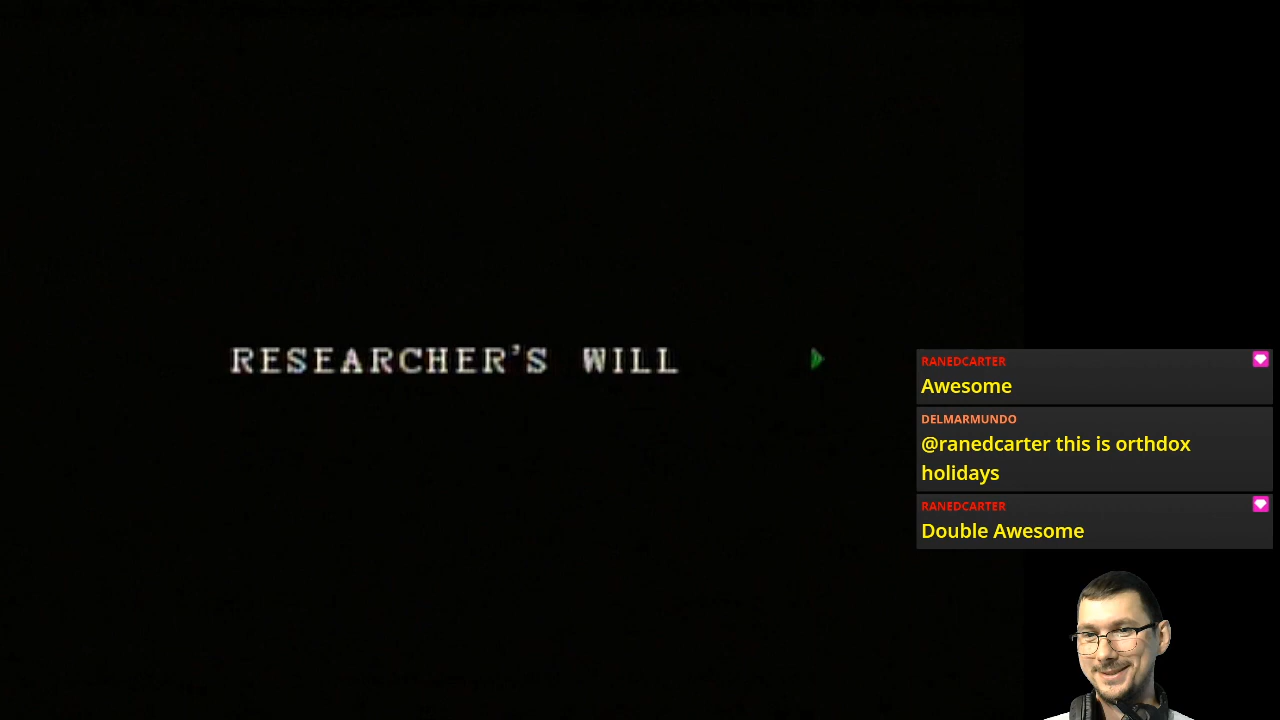 RESEARCHER'S WILL
RANEDCARTER
Awesome
DELMARMUNDO
@ranedcarter this is orthdox
holidays
RANEDCARTER
Double Awesome